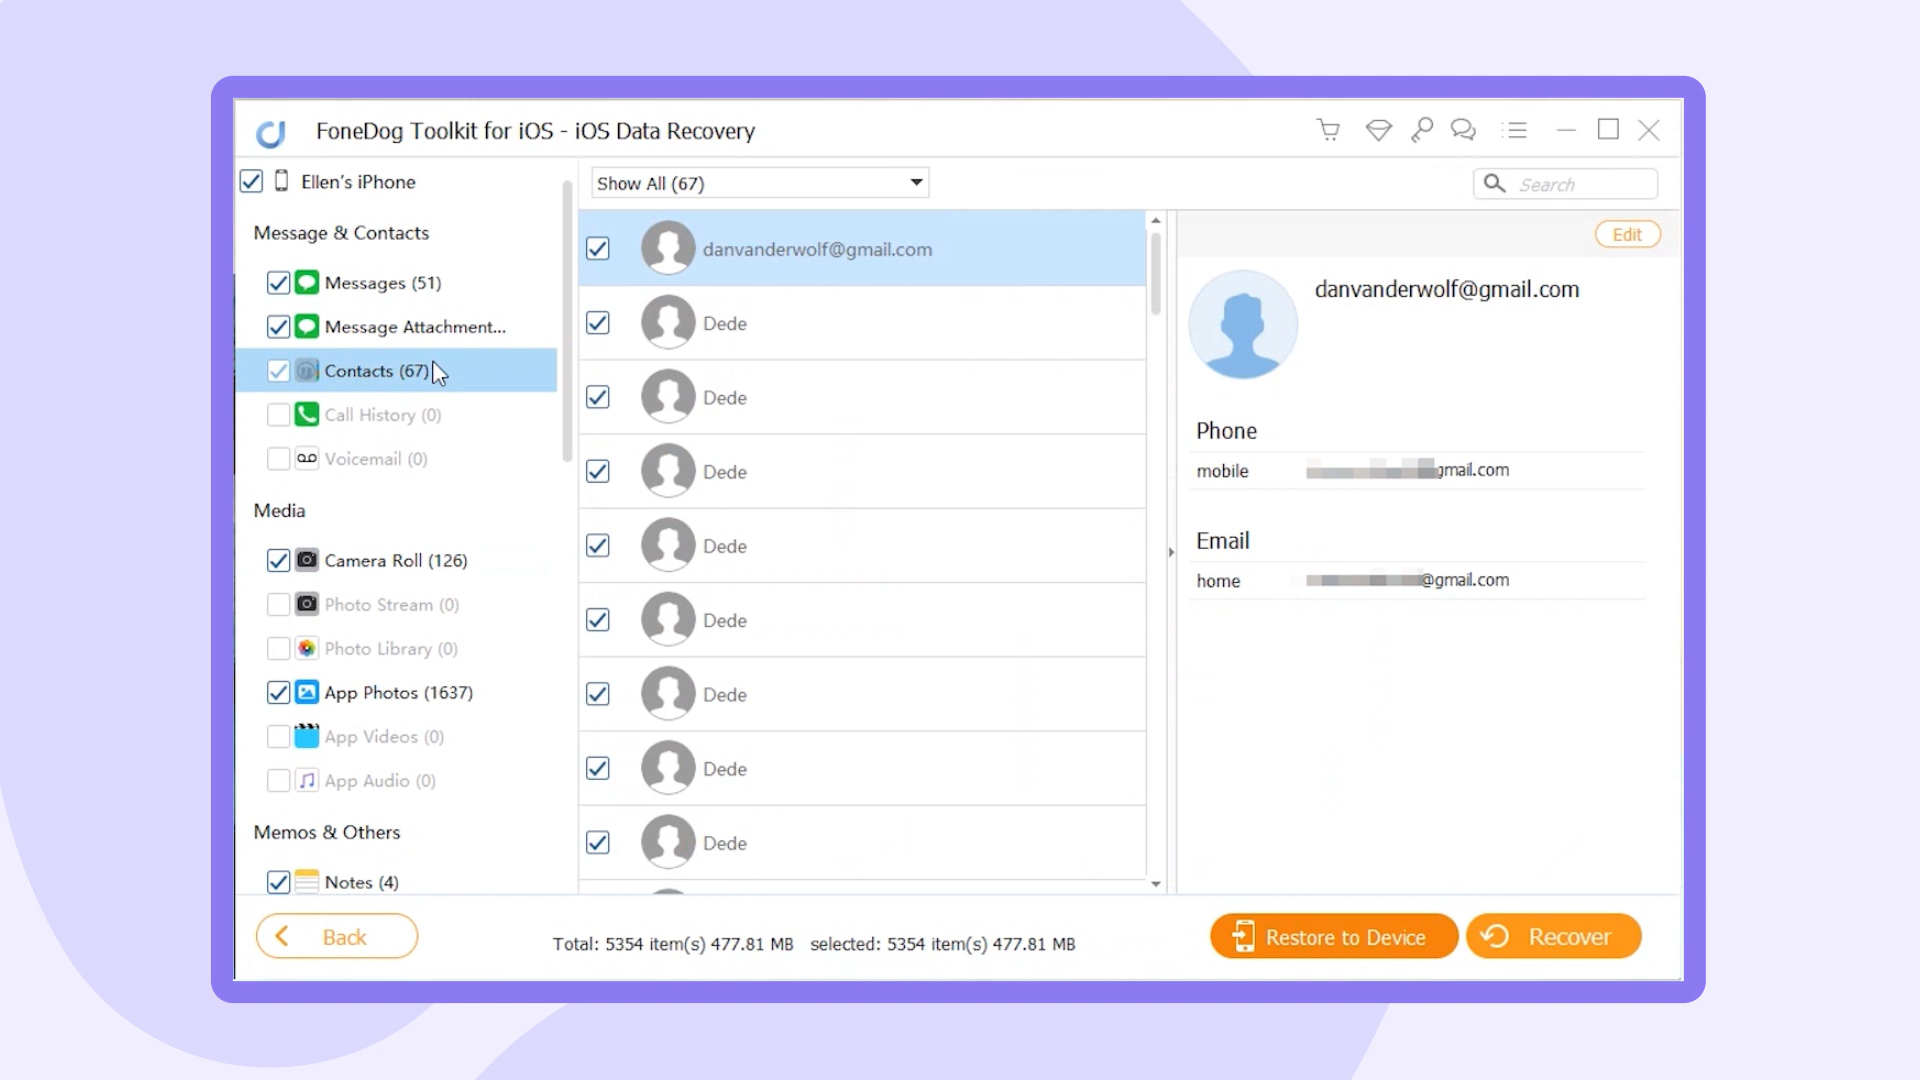 FoneDog Toolkit for iOS - iOS Data Recovery
Ellen's iPhone
Message & Contacts
Messages (51)
Message Attachment...
Contacts (67)
Call History (0)
Voicemail (0)
Media
Camera Roll (126)
Photo Stream (0)
Photo Library (0)
App Photos (1637)
App Videos (0)
App Audio (0)
Memos & Others
Notes (4)
Show All (67)
Search
danvanderwolf@gmail.com
Dede
Dede
Dede
Dede
Dede
Dede
Dede
Dede
Edit
danvanderwolf@gmail.com
Phone
mobile gmail.com
Email
home @gmail.com
Back
Total: 5354 item(s) 477.81 MB selected: 5354 item(s) 477.81 MB
Restore to Device
Recover